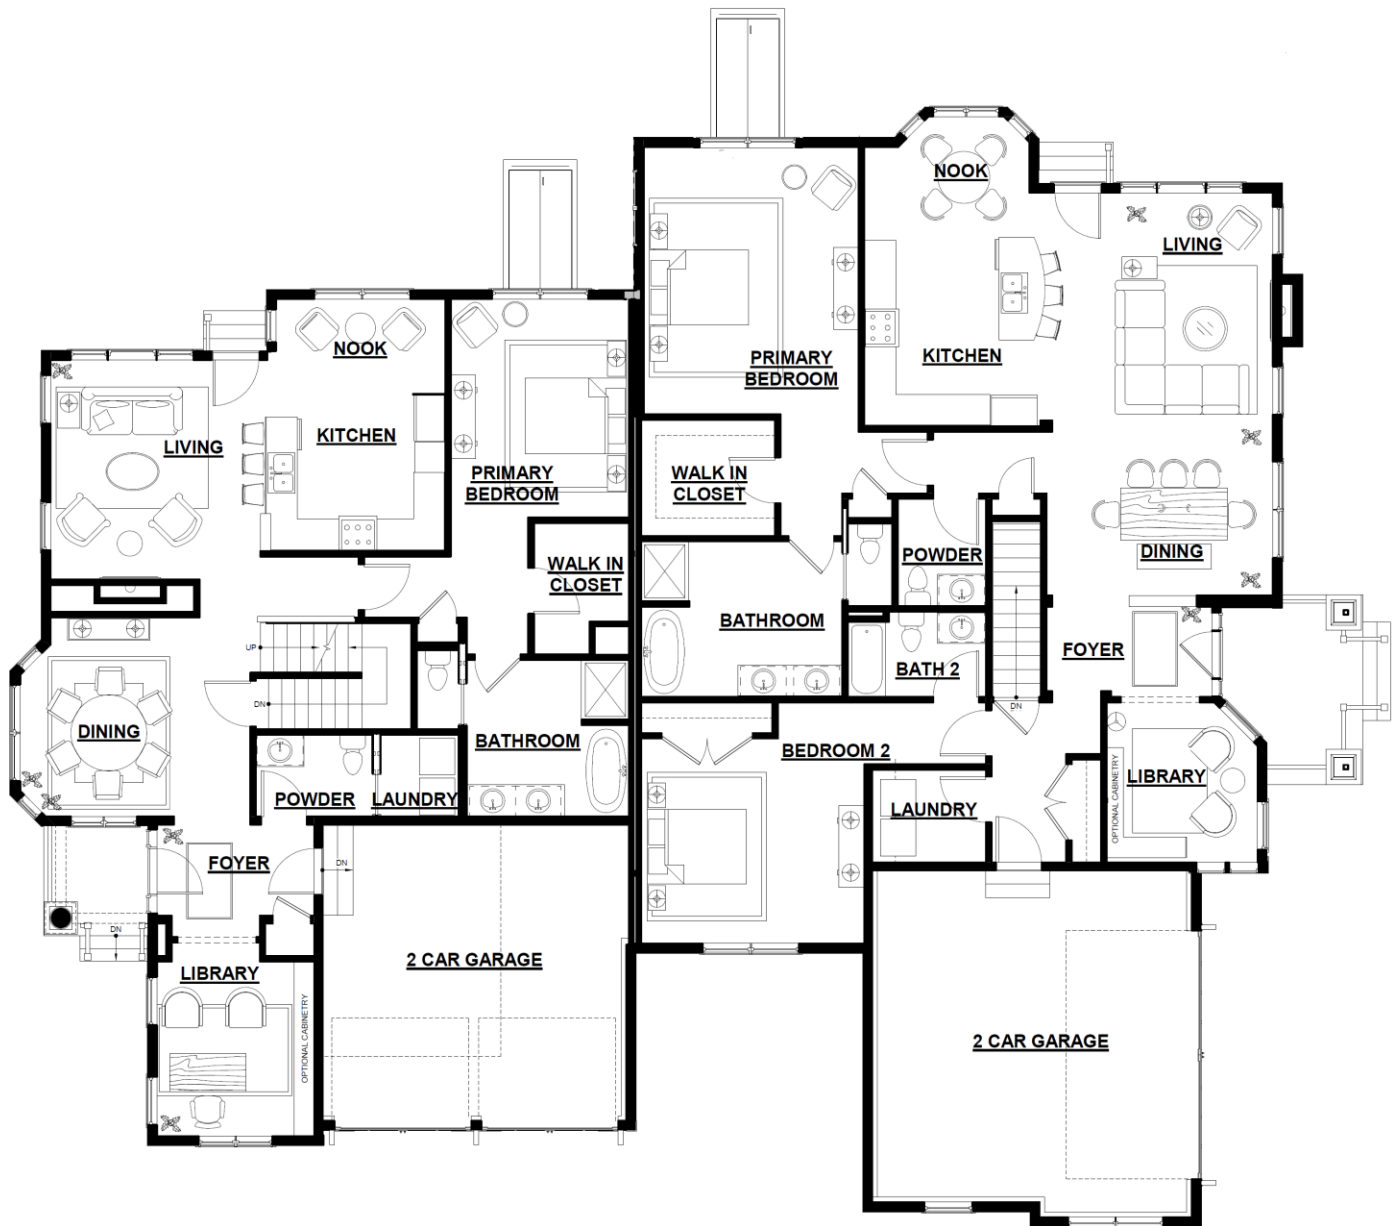 NOOK
LIVING
KITCHEN
PRIMARY
BEDROOM
WALK IN
CLOSET
UP
DN
DINING
BATHROOM
POWDER
LAUNDRY
FOYER
DN
DN
LIBRARY
OPTIONAL CABINETRY
2 CAR GARAGE
NOOK
LIVING
PRIMARY
BEDROOM
KITCHEN
WALK IN
CLOSET
POWDER
DINING
BATHROOM
BATH 2
FOYER
DN
BEDROOM 2
LAUNDRY
LIBRARY
OPTIONAL CABINETRY
2 CAR GARAGE